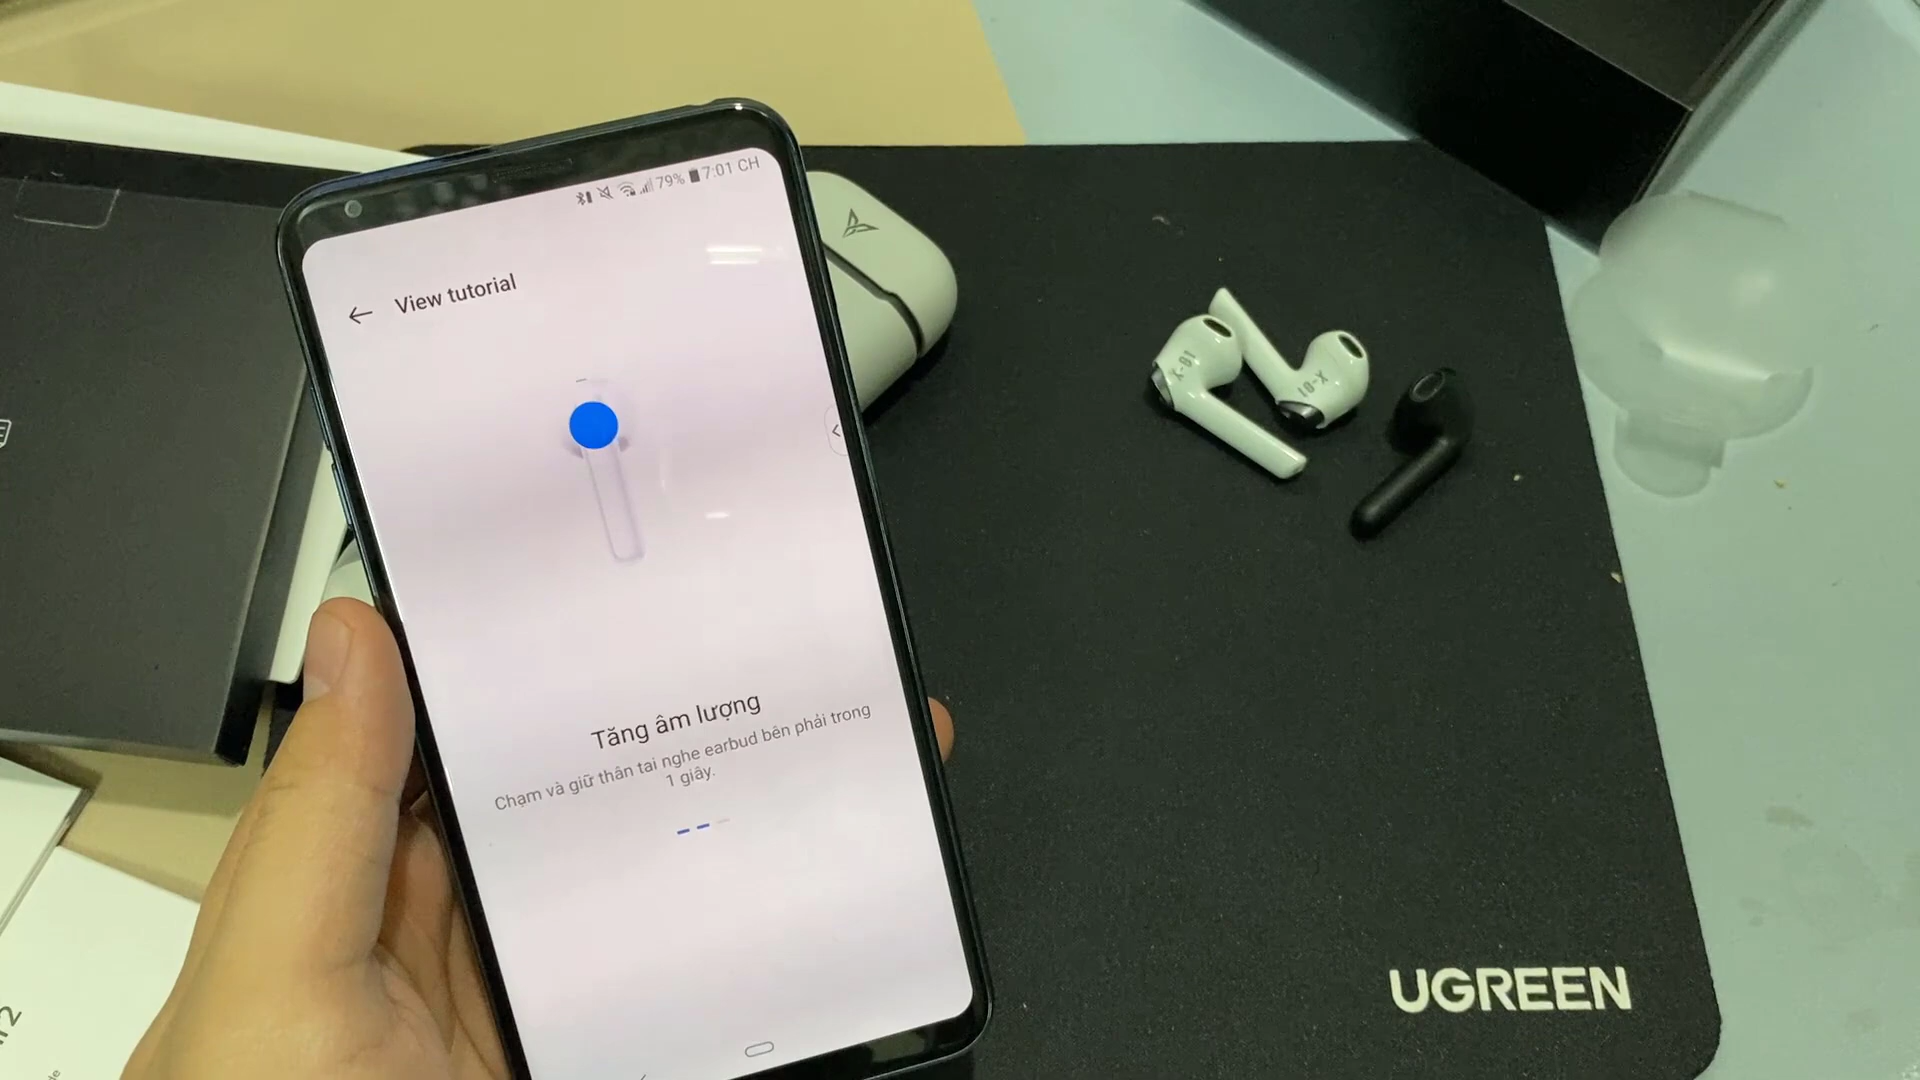 79% 7:01 CH
View tutorial
Tăng âm lượng
Chạm và giữ thân tai nghe earbud bên phải trong
1 giây.
X-01
X-01
UGREEN